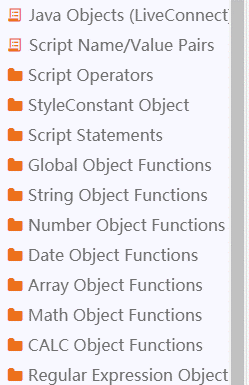 Java Objects (LiveConnect)
Script Name/Value Pairs
Script Operators
StyleConstant Object
Script Statements
Global Object Functions
String Object Functions
Number Object Functions
Date Object Functions
Array Object Functions
Math Object Functions
CALC Object Functions
Regular Expression Object